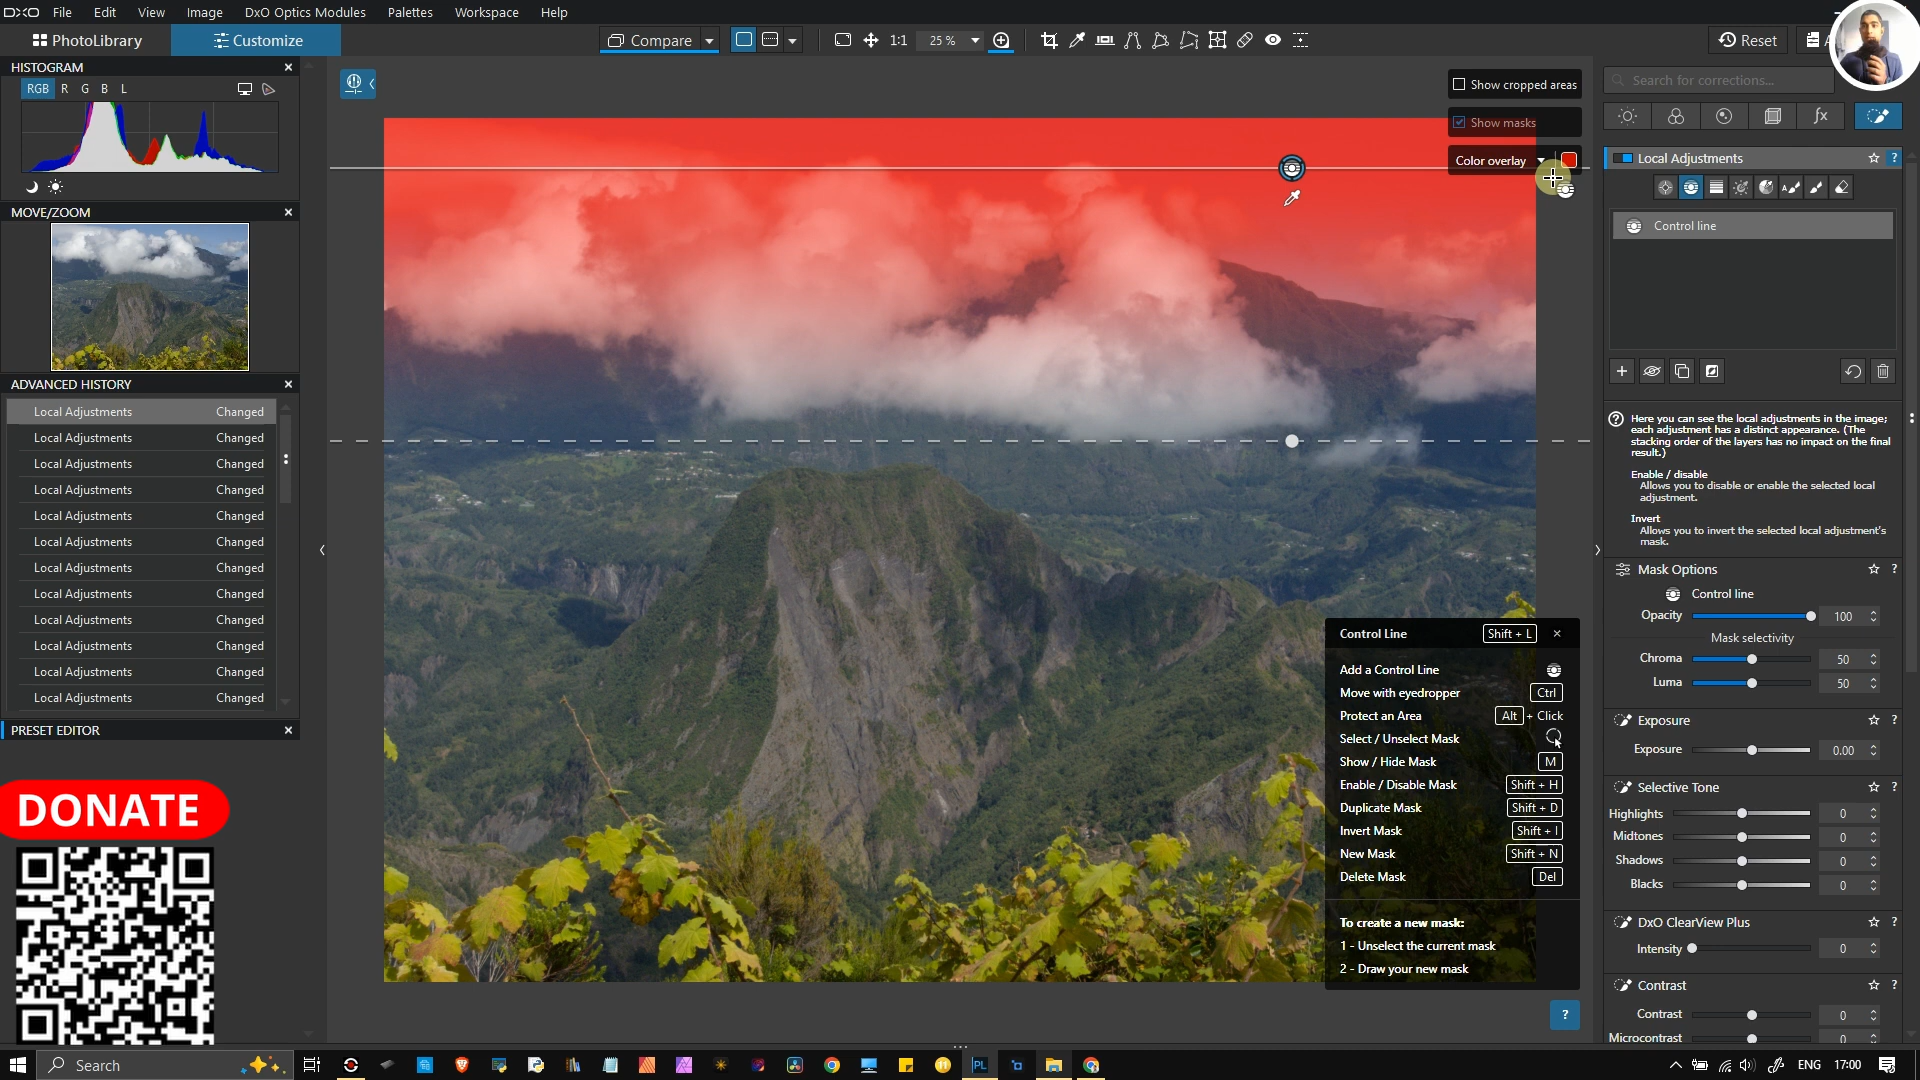 DXO File Edit View Image DxO Optics Modules Palettes Workspace Help
PhotoLibrary Customize Compare 1:1 25 % Reset
HISTOGRAM
RGB R G B L
MOVE/ZOOM
ADVANCED HISTORY
Local Adjustments Changed
Local Adjustments Changed
Local Adjustments Changed
Local Adjustments Changed
Local Adjustments Changed
Local Adjustments Changed
Local Adjustments Changed
Local Adjustments Changed
Local Adjustments Changed
Local Adjustments Changed
Local Adjustments Changed
Local Adjustments Changed
PRESET EDITOR
DONATE
Show cropped areas
Show masks
Color overlay
Control Line Shift + L
Add a Control Line
Move with eyedropper Ctrl
Protect an Area Alt + Click
Select / Unselect Mask
Show / Hide Mask M
Enable / Disable Mask Shift + H
Duplicate Mask Shift + D
Invert Mask Shift + I
New Mask Shift + N
Delete Mask Del
To create a new mask:
1 - Unselect the current mask
2 - Draw your new mask
?
Search for corrections...
fx
Local Adjustments ?
Control line
Here you can see the local adjustments in the image;
each adjustment has a distinct appearance. (The
stacking order of the layers has no impact on the final
result.)
Enable / disable
Allows you to disable or enable the selected local
adjustment.
Invert
Allows you to invert the selected local adjustment's
mask.
Mask Options ?
Control line
Opacity 100
Mask selectivity
Chroma 50
Luma 50
Exposure ?
Exposure 0.00
Selective Tone ?
Highlights 0
Midtones 0
Shadows 0
Blacks 0
DxO ClearView Plus ?
Intensity 0
Contrast ?
Contrast 0
Microcontrast 0
Search PL ENG 17:00